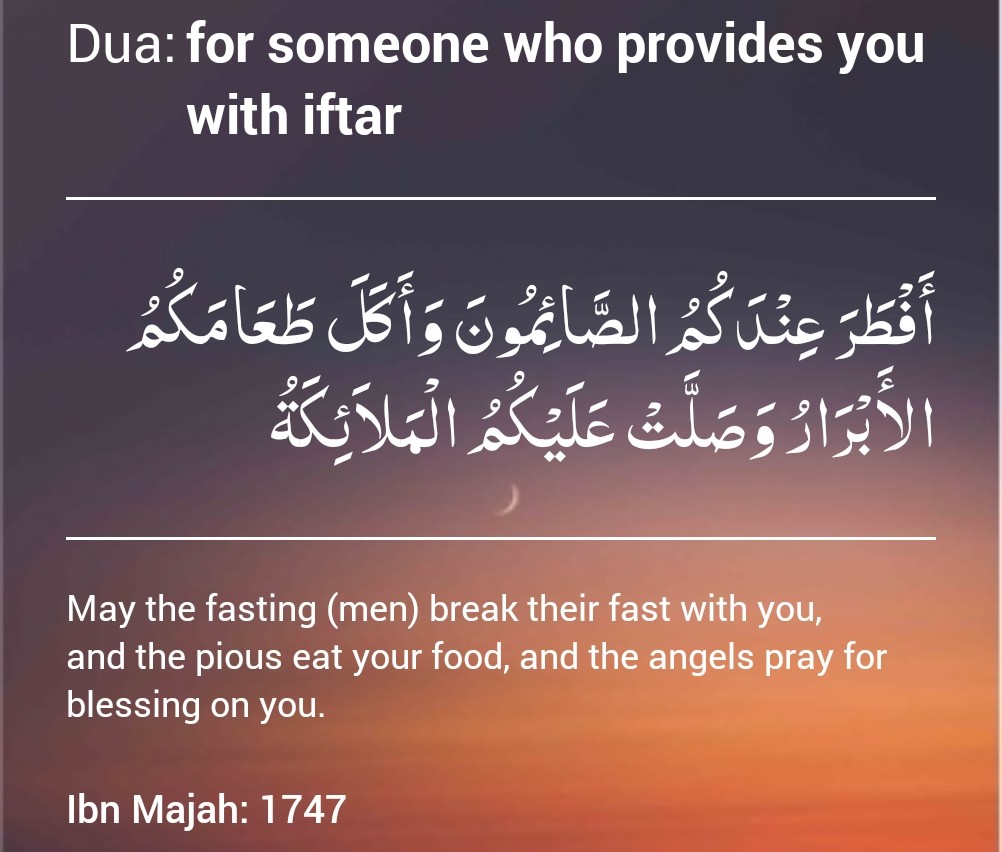 Dua: for someone who provides you
with iftar
أَفْطَرَ عِنْدَكُمُ الصَّائِمُونَ وَأَكَلَ طَعَامَكُمُ
الأَبْرَارُ وَصَلَّتْ عَلَيْكُمُ الْمَلاَئِكَةُ
May the fasting (men) break their fast with you,
and the pious eat your food, and the angels pray for
blessing on you.
Ibn Majah: 1747